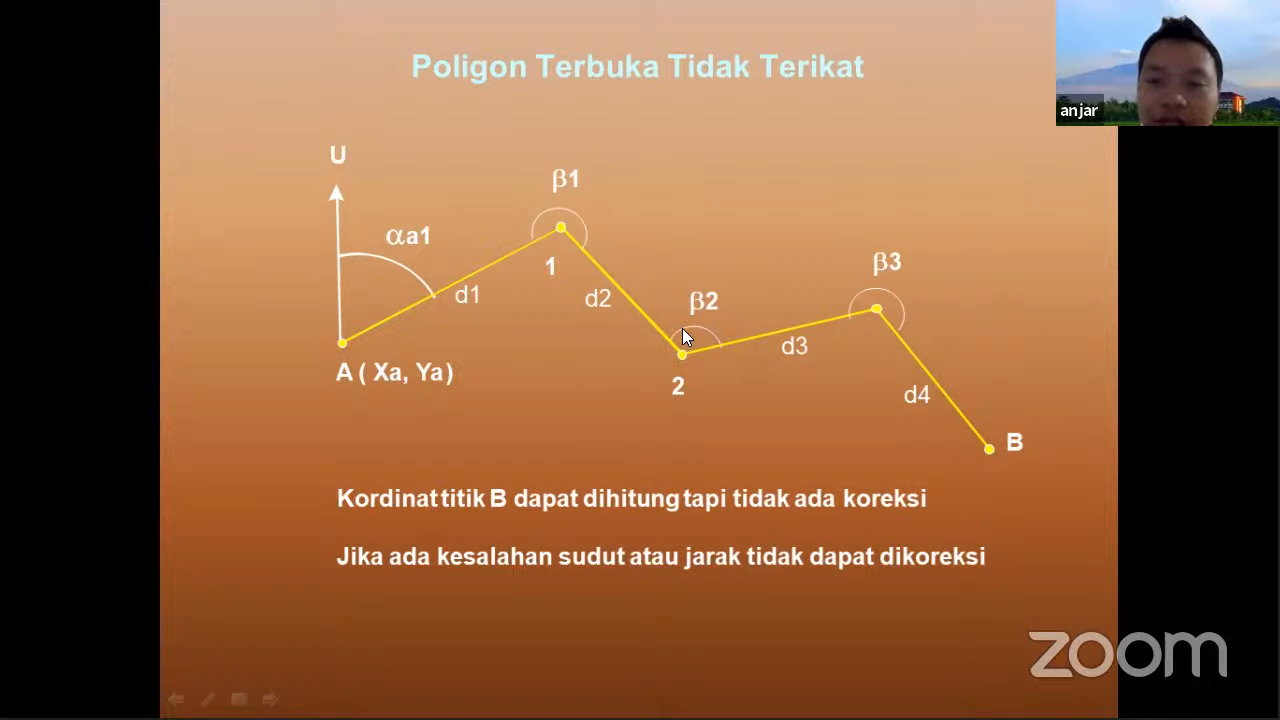 Poligon Terbuka Tidak Terikat
anjar
U
β1
αa1
β3
1
d1
d2
β2
d3
A ( Xa, Ya)
2
d4
B
Kordinat titik B dapat dihitung tapi tidak ada koreksi
Jika ada kesalahan sudut atau jarak tidak dapat dikoreksi
zoom